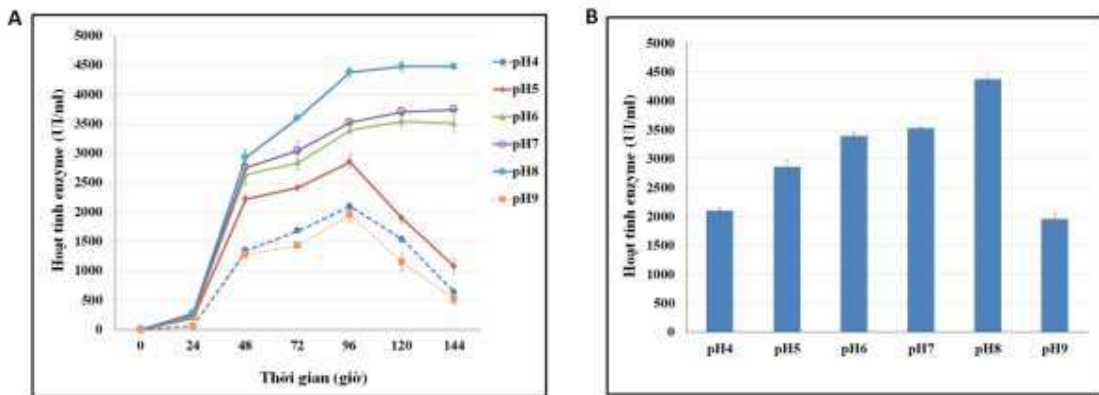 A
Hoạt tính enzyme (UI/ml)
5000
4500
4000
3500
3000
2500
2000
1500
1000
500
0
0 24 48 72 96 120 144
Thời gian (giờ)
pH4
pH5
pH6
pH7
pH8
pH9
B
Hoạt tính enzyme (UI/ml)
5000
4500
4000
3500
3000
2500
2000
1500
1000
500
0
pH4 pH5 pH6 pH7 pH8 pH9